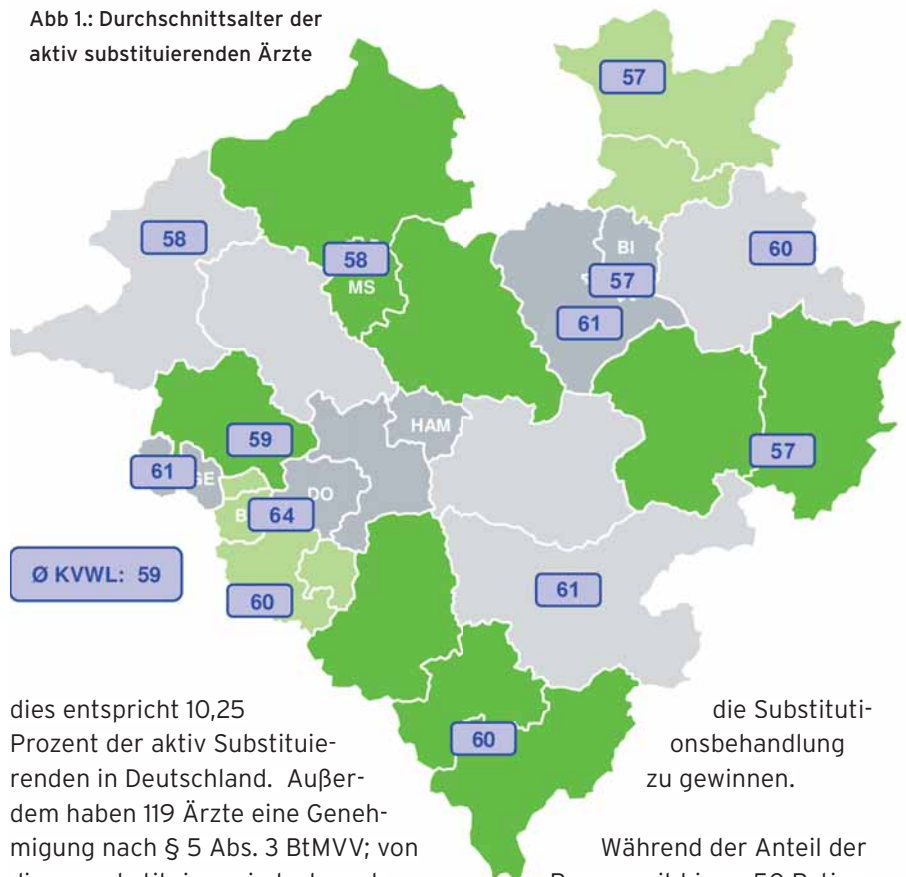 Abb 1.: Durchschnittsalter der
aktiv substituierenden Ärzte
57
58
58
MS
BI
57
60
61
HAM
59
57
61
GE
DO
64
Ø KVWL: 59
60
61
60
dies entspricht 10,25
Prozent der aktiv Substituie-
renden in Deutschland. Außer-
dem haben 119 Ärzte eine Geneh-
migung nach § 5 Abs. 3 BtMVV; von
die Substituti-
onsbehandlung
zu gewinnen.
Während der Anteil der